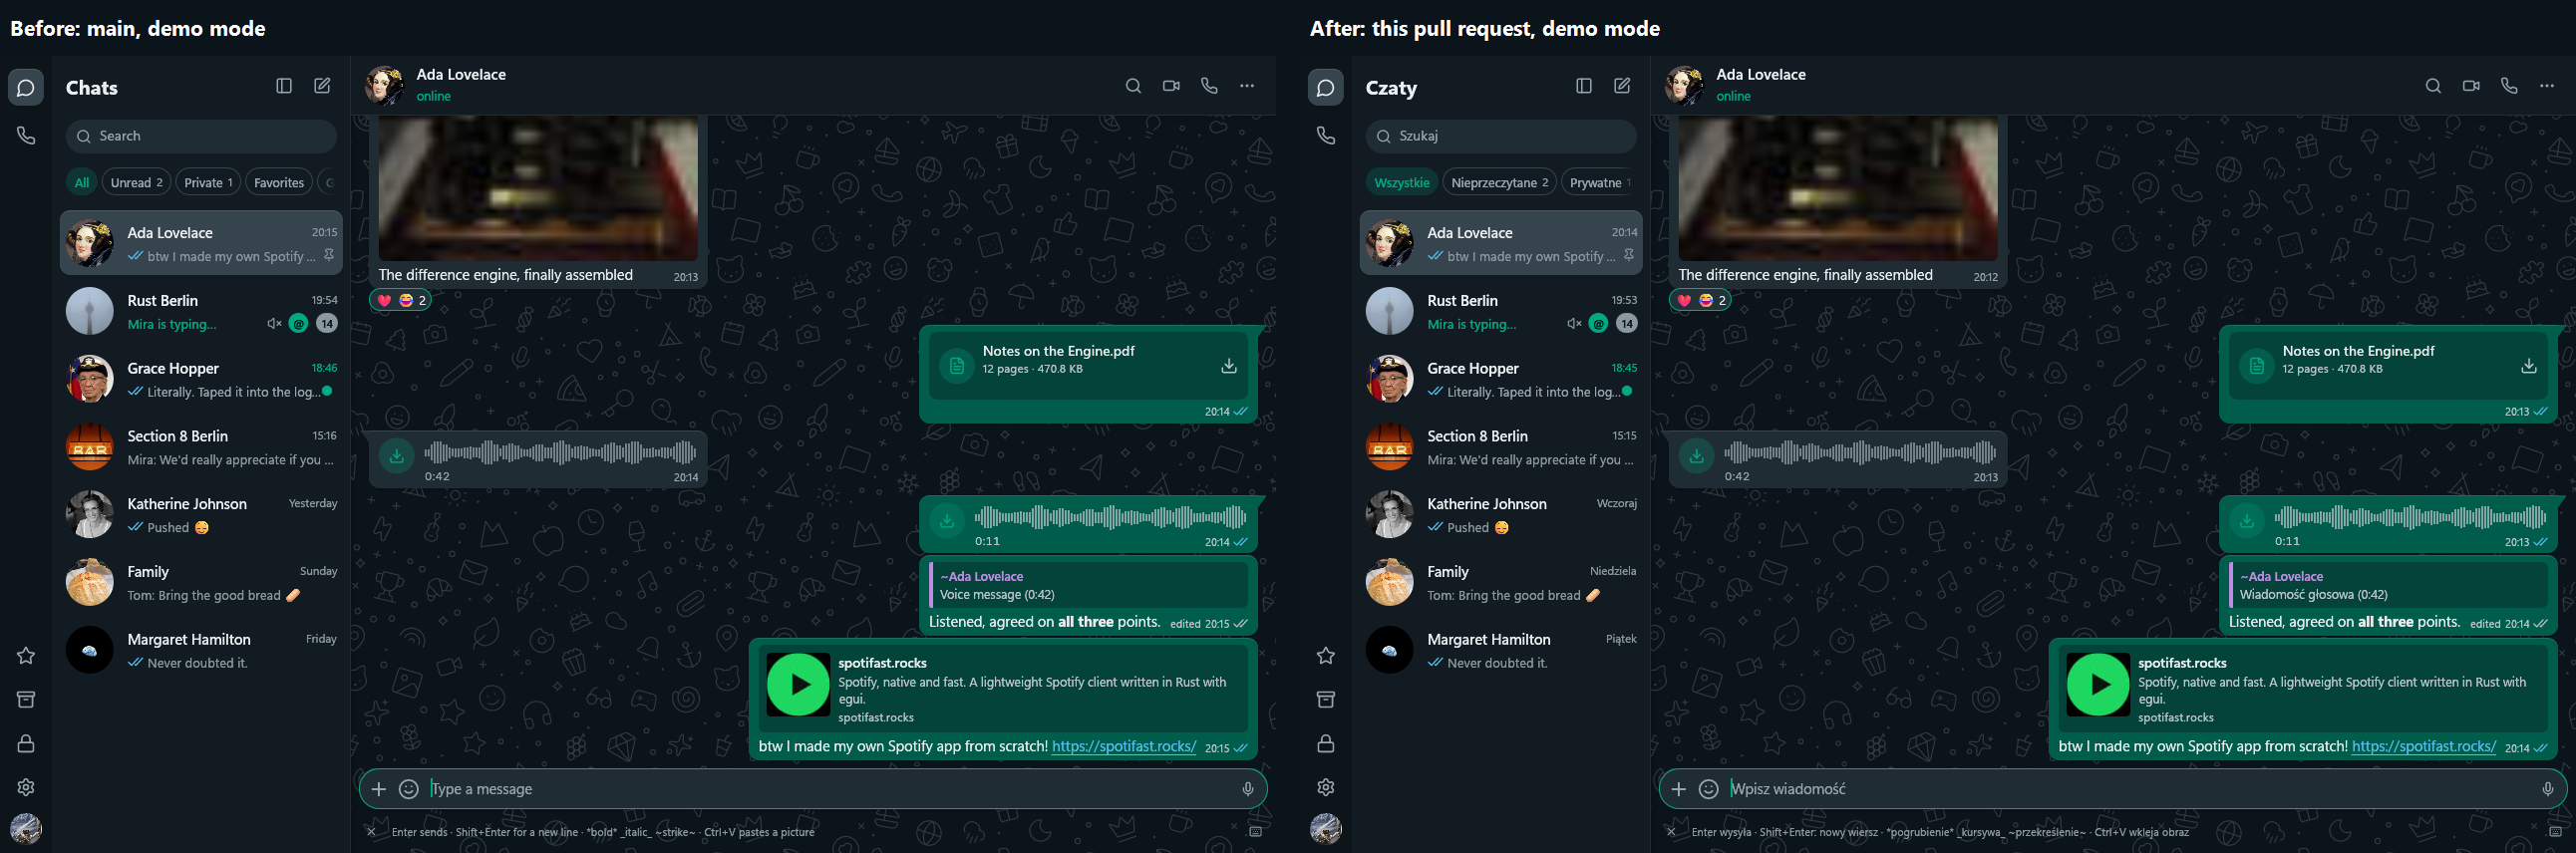 Before: main, demo mode
Chats
Search
All
Unread 2
Private 1
Favorites
Ada Lovelace 20:15
btw I made my own Spotify ...
Rust Berlin 19:54
Mira is typing... @ 14
Grace Hopper 18:46
Literally. Taped it into the log...
Section 8 Berlin 15:16
Mira: We'd really appreciate if you ...
Katherine Johnson Yesterday
Pushed
Family Sunday
Tom: Bring the good bread
Margaret Hamilton Friday
Never doubted it.
Ada Lovelace
online
The difference engine, finally assembled 20:13
2
Notes on the Engine.pdf
12 pages · 470.8 KB
20:14
0:42 20:14
0:11 20:14
~Ada Lovelace
Voice message (0:42)
Listened, agreed on all three points. edited 20:15
spotifast.rocks
Spotify, native and fast. A lightweight Spotify client written in Rust with
egui.
spotifast.rocks
btw I made my own Spotify app from scratch! https://spotifast.rocks/ 20:15
Type a message
Enter sends · Shift+Enter for a new line · *bold* _italic_ ~strike~ · Ctrl+V pastes a picture
After: this pull request, demo mode
Czaty
Szukaj
Wszystkie
Nieprzeczytane 2
Prywatne 1
Ada Lovelace 20:14
btw I made my own Spotify ...
Rust Berlin 19:53
Mira is typing... @ 14
Grace Hopper 18:45
Literally. Taped it into the log...
Section 8 Berlin 15:15
Mira: We'd really appreciate if you ...
Katherine Johnson Wczoraj
Pushed
Family Niedziela
Tom: Bring the good bread
Margaret Hamilton Piątek
Never doubted it.
Ada Lovelace
online
The difference engine, finally assembled 20:12
2
Notes on the Engine.pdf
12 pages · 470.8 KB
20:13
0:42 20:13
0:11 20:13
~Ada Lovelace
Wiadomość głosowa (0:42)
Listened, agreed on all three points. edited 20:14
spotifast.rocks
Spotify, native and fast. A lightweight Spotify client written in Rust with
egui.
spotifast.rocks
btw I made my own Spotify app from scratch! https://spotifast.rocks/ 20:14
Wpisz wiadomość
Enter wysyła · Shift+Enter: nowy wiersz · *pogrubienie* _kursywa_ ~przekreślenie~ · Ctrl+V wkleja obraz